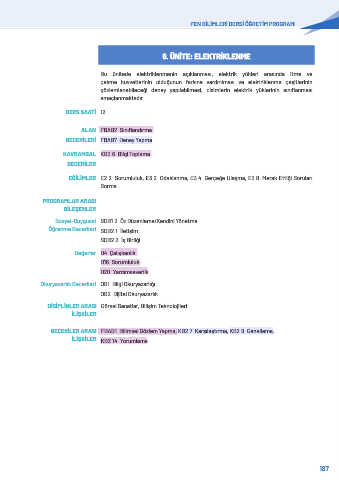 FEN BİLİMLERİ DERSİ ÖĞRETİM PROGRAMI
6. ÜNİTE: ELEKTRİKLENME
Bu ünitede elektriklenmenin açıklanması, elektrik yükleri arasında itme ve
çekme kuvvetlerinin olduğunun farkına varılması ve elektriklenme çeşitlerinin
gözlemlenebileceği deney yapılabilmesi, cisimlerin elektrik yüklerinin sınıflanması
amaçlanmaktadır.
DERS SAATİ 12
ALAN FBAB2. Sınıflandırma
BECERİLERİ FBAB7. Deney Yapma
KAVRAMSAL KB2.6. Bilgi Toplama
BECERİLER
EĞİLİMLER E2.2. Sorumluluk, E3.2. Odaklanma, E3.4. Gerçeğe Ulaşma, E3.8. Merak Ettiği Soruları
Sorma
PROGRAMLAR ARASI
BİLEŞENLER
Sosyal-Duygusal SDB1.2. Öz Düzenleme/Kendini Yönetme
Öğrenme Becerileri SDB2.1. İletişim
SDB2.2. İş Birliği
Değerler D4. Çalışkanlık
D16. Sorumluluk
D20. Yardımseverlik
Okuryazarlık Becerileri OB1. Bilgi Okuryazarlığı
OB2. Dijital Okuryazarlık
DİSİPLİNLER ARASI Görsel Sanatlar, Bilişim Teknolojileri
İLİŞKİLER
BECERİLER ARASI FBAB1. Bilimsel Gözlem Yapma, KB2.7. Karşılaştırma, KB2.9. Genelleme,
İLİŞKİLER KB2.14. Yorumlama
187